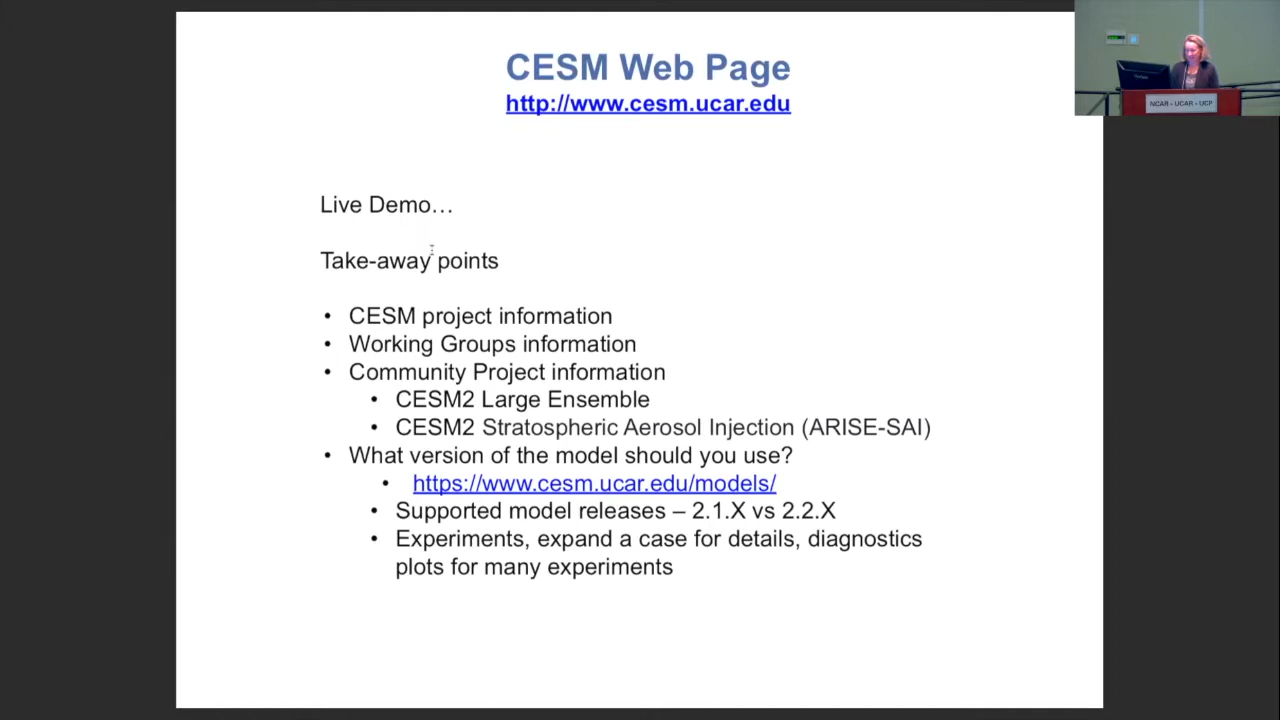 CESM Web Page
http://www.cesm.ucar.edu
NCAR • UCAR • UCP
Live Demo…
Take-away points
• CESM project information
• Working Groups information
• Community Project information
• CESM2 Large Ensemble
• CESM2 Stratospheric Aerosol Injection (ARISE-SAI)
• What version of the model should you use?
• https://www.cesm.ucar.edu/models/
• Supported model releases – 2.1.X vs 2.2.X
• Experiments, expand a case for details, diagnostics
plots for many experiments